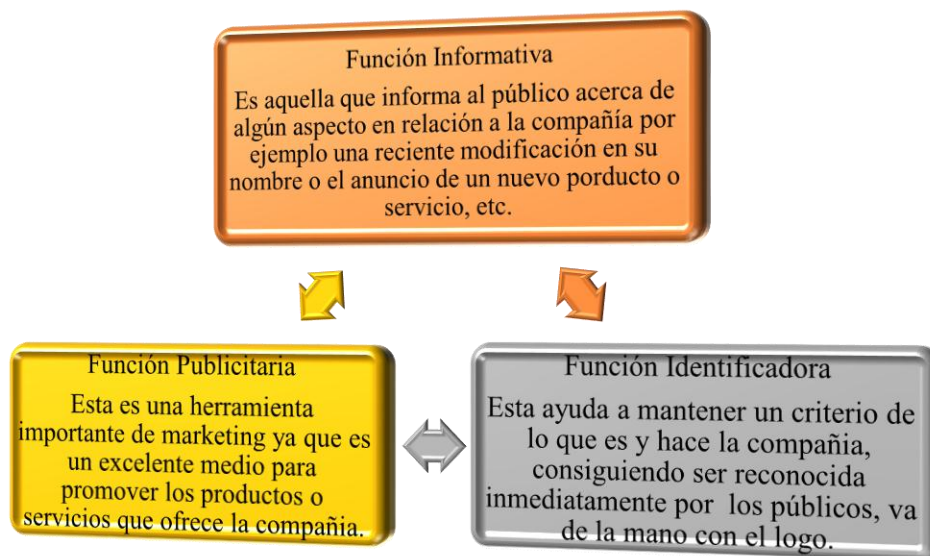 Función Informativa
Es aquella que informa al público acerca de
algún aspecto en relación a la compañía por
ejemplo una reciente modificación en su
nombre o el anuncio de un nuevo porducto o
servicio, etc.
Función Publicitaria
Esta es una herramienta
importante de marketing ya que es
un excelente medio para
promover los productos o
servicios que ofrece la compañia.
Función Identificadora
Esta ayuda a mantener un criterio de
lo que es y hace la compañia,
consiguiendo ser reconocida
inmediatamente por los públicos, va
de la mano con el logo.